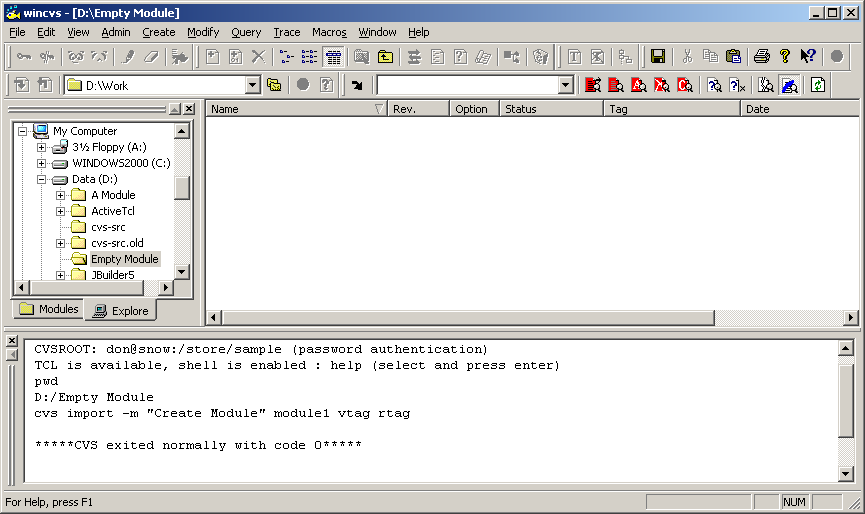 wincvs - [D:\Empty Module]
File Edit View Admin Create Modify Query Trace Macros Window Help
D:\Work
Name Rev. Option Status Tag Date
My Computer
3½ Floppy (A:)
WINDOWS2000 (C:)
Data (D:)
A Module
ActiveTcl
cvs-src
cvs-src.old
Empty Module
JBuilder5
Modules Explore
CVSROOT: don@snow:/store/sample (password authentication)
TCL is available, shell is enabled : help (select and press enter)
pwd
D:/Empty Module
cvs import -m "Create Module" module1 vtag rtag
*****CVS exited normally with code 0*****
For Help, press F1 NUM